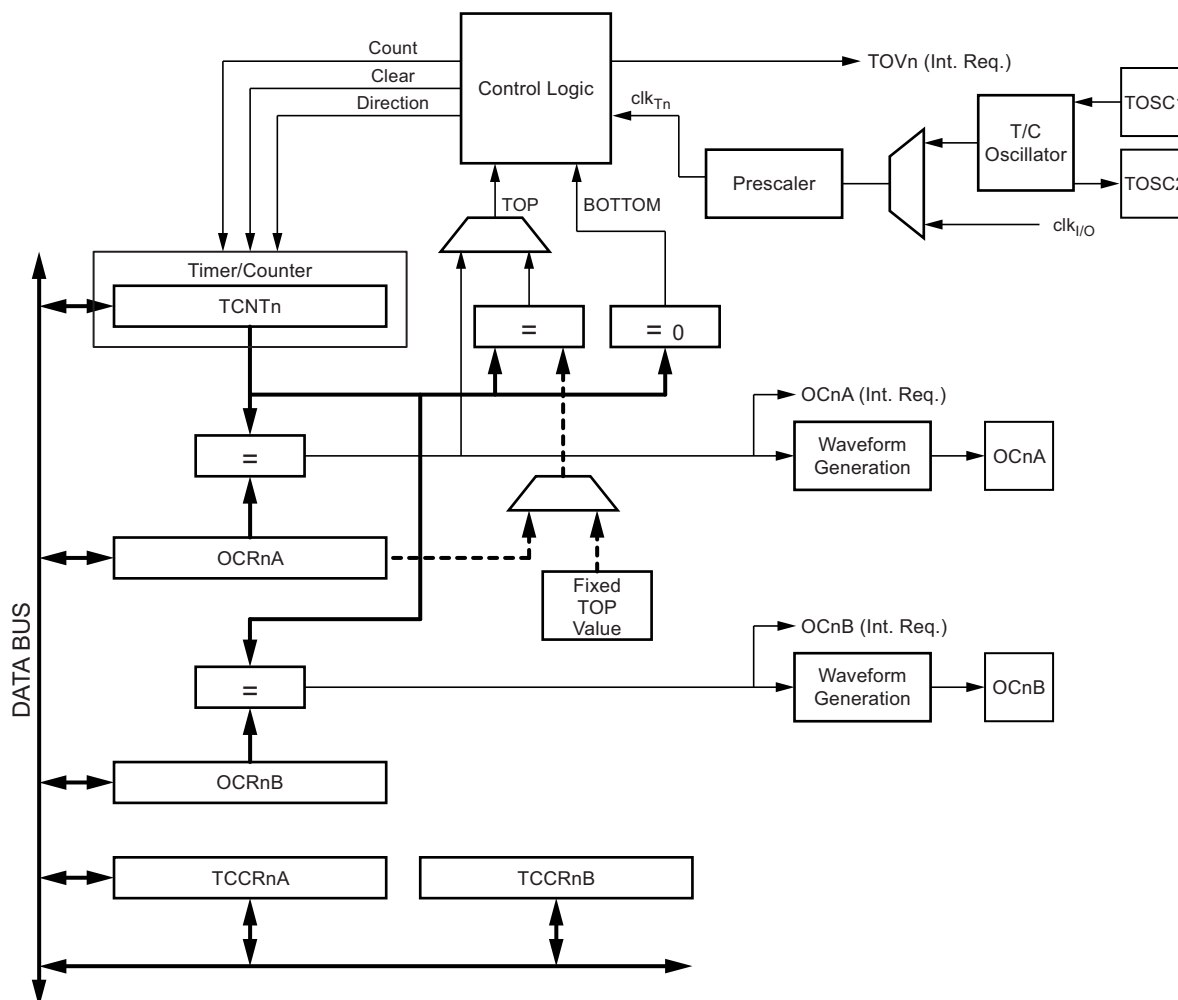 Count
Clear
Direction
Control Logic
TOVn (Int. Req.)
clkTn
TOSC1
T/C
Oscillator
TOSC2
Prescaler
clkI/O
TOP
BOTTOM
Timer/Counter
TCNTn
=
= 0
OCnA (Int. Req.)
=
Waveform
Generation
OCnA
OCRnA
Fixed
TOP
Value
OCnB (Int. Req.)
=
Waveform
Generation
OCnB
DATA BUS
OCRnB
TCCRnA
TCCRnB